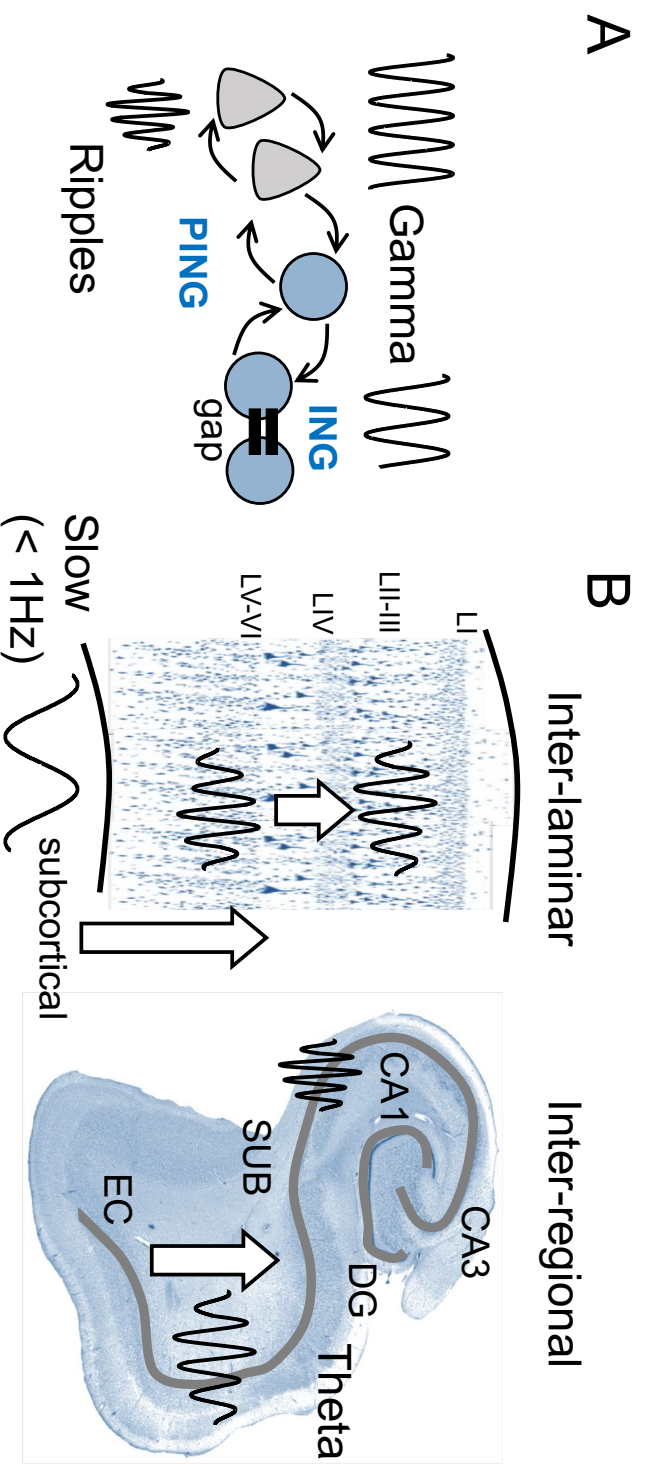 A
Gamma
ING
PING
gap
Ripples
B
Inter-laminar
LI
LII-III
LIV
LV-VI
Slow
(< 1Hz)
subcortical
Inter-regional
CA3
CA1
DG
Theta
SUB
EC